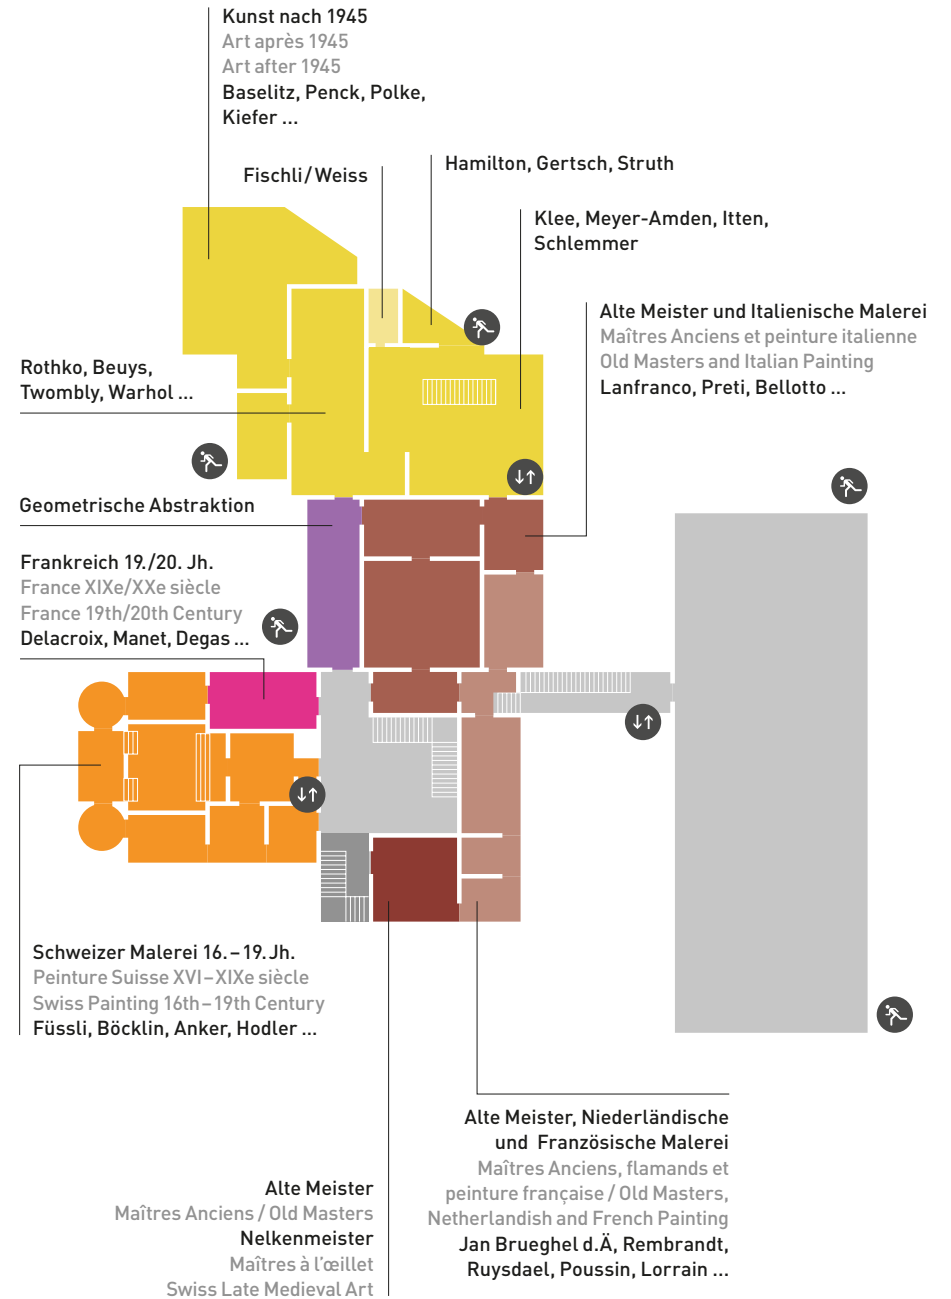 Kunst nach 1945
Art après 1945
Art after 1945
Baselitz, Penck, Polke,
Kiefer ...
Fischli/Weiss
Hamilton, Gertsch, Struth
Klee, Meyer-Amden, Itten,
Schlemmer
Alte Meister und Italienische Malerei
Maîtres Anciens et peinture italienne
Old Masters and Italian Painting
Lanfranco, Preti, Bellotto ...
Rothko, Beuys,
Twombly, Warhol ...
Geometrische Abstraktion
Frankreich 19./20. Jh.
France XIXe/XXe siècle
France 19th/20th Century
Delacroix, Manet, Degas ...
Schweizer Malerei 16.–19. Jh.
Peinture Suisse XVI–XIXe siècle
Swiss Painting 16th–19th Century
Füssli, Böcklin, Anker, Hodler ...
Alte Meister, Niederländische
und Französische Malerei
Maîtres Anciens, flamands et
peinture française / Old Masters,
Netherlandish and French Painting
Jan Brueghel d.Ä, Rembrandt,
Ruysdael, Poussin, Lorrain ...
Alte Meister
Maîtres Anciens / Old Masters
Nelkenmeister
Maîtres à l'œillet
Swiss Late Medieval Art